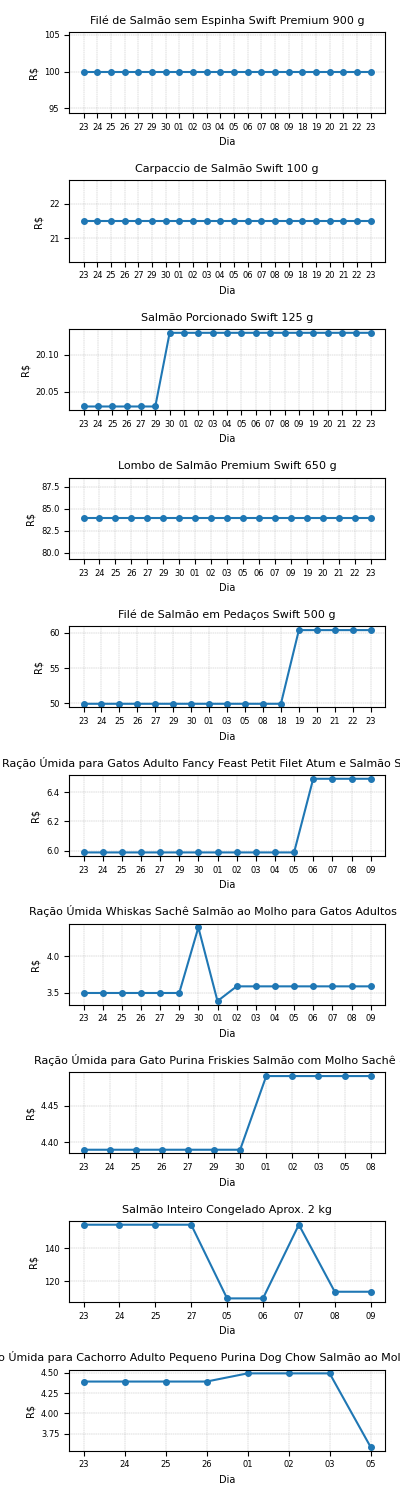 Filé de Salmão sem Espinha Swift Premium 900 g
105
100
95
R$
23 24 25 26 27 29 30 01 02 03 04 05 06 07 08 09 18 19 20 21 22 23
Dia
Carpaccio de Salmão Swift 100 g
22
21
R$
23 24 25 26 27 29 30 01 02 03 04 05 06 07 08 09 18 19 20 21 22 23
Dia
Salmão Porcionado Swift 125 g
20.10
20.05
R$
23 24 25 26 27 29 30 01 02 03 04 05 06 07 08 09 19 20 21 22 23
Dia
Lombo de Salmão Premium Swift 650 g
87.5
85.0
82.5
80.0
R$
23 24 25 26 27 29 30 01 02 03 05 06 07 09 19 20 21 22 23
Dia
Filé de Salmão em Pedaços Swift 500 g
60
55
50
R$
23 24 25 26 27 29 30 01 03 05 08 18 19 20 21 22 23
Dia
Ração Úmida para Gatos Adulto Fancy Feast Petit Filet Atum e Salmão S
6.4
6.2
6.0
R$
23 24 25 26 27 29 30 01 02 03 04 05 06 07 08 09
Dia
Ração Úmida Whiskas Sachê Salmão ao Molho para Gatos Adultos
4.0
3.5
R$
23 24 25 26 27 29 30 01 02 03 04 05 06 07 08 09
Dia
Ração Úmida para Gato Purina Friskies Salmão com Molho Sachê
4.45
4.40
R$
23 24 25 26 27 29 30 01 02 03 05 08
Dia
Salmão Inteiro Congelado Aprox. 2 kg
140
120
R$
23 24 25 27 05 06 07 08 09
Dia
o Úmida para Cachorro Adulto Pequeno Purina Dog Chow Salmão ao Mol
4.50
4.25
4.00
3.75
R$
23 24 25 26 01 02 03 05
Dia